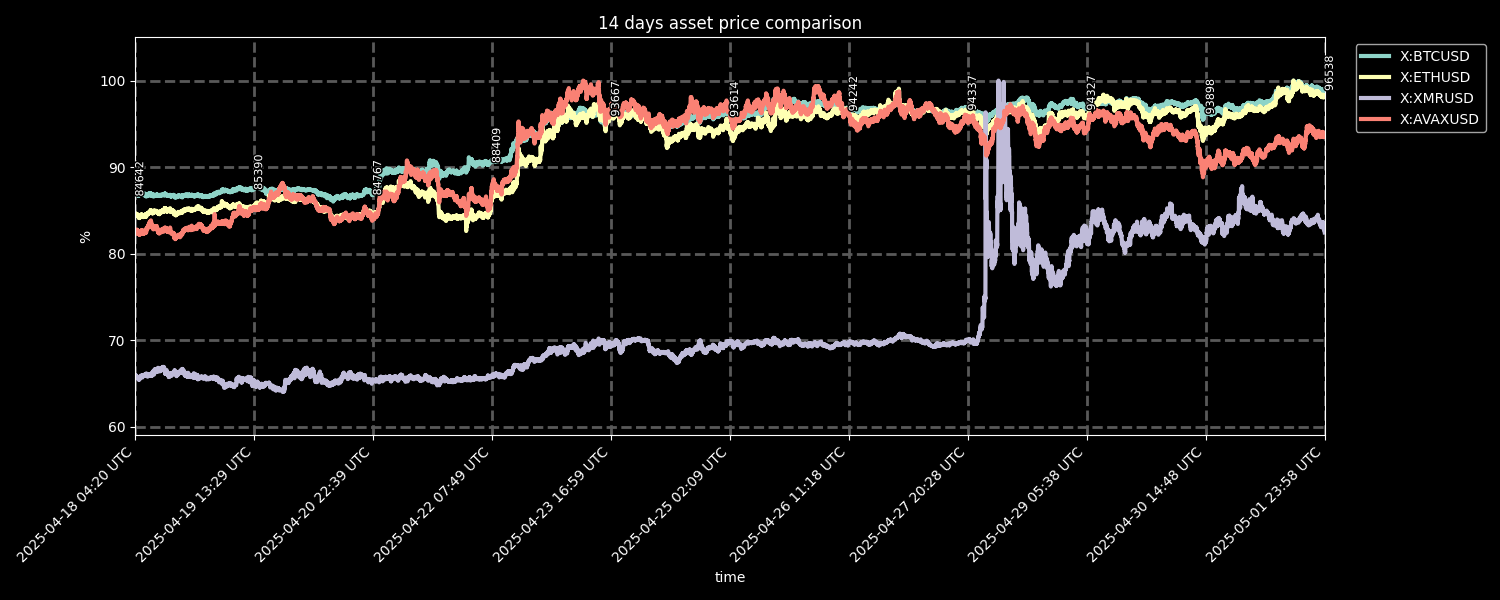 14 days asset price comparison
X:BTCUSD
X:ETHUSD
X:XMRUSD
X:AVAXUSD
100
90
80
70
60
%
84642
85390
84767
88409
93667
93614
94242
94337
94327
93898
96538
2025-04-18 04:20 UTC
2025-04-19 13:29 UTC
2025-04-20 22:39 UTC
2025-04-22 07:49 UTC
2025-04-23 16:59 UTC
2025-04-25 02:09 UTC
2025-04-26 11:18 UTC
2025-04-27 20:28 UTC
2025-04-29 05:38 UTC
2025-04-30 14:48 UTC
2025-05-01 23:58 UTC
time